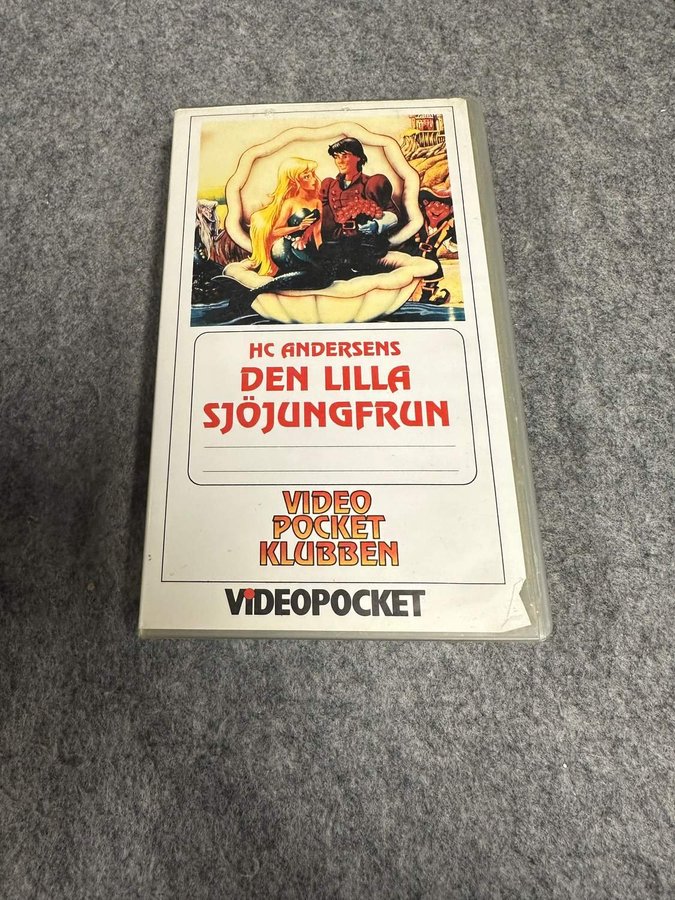 HC ANDERSENS
DEN LILLA
SJÖJUNGFRUN
VIDEO
POCKET
KLUBBEN
VIDEOPOCKET